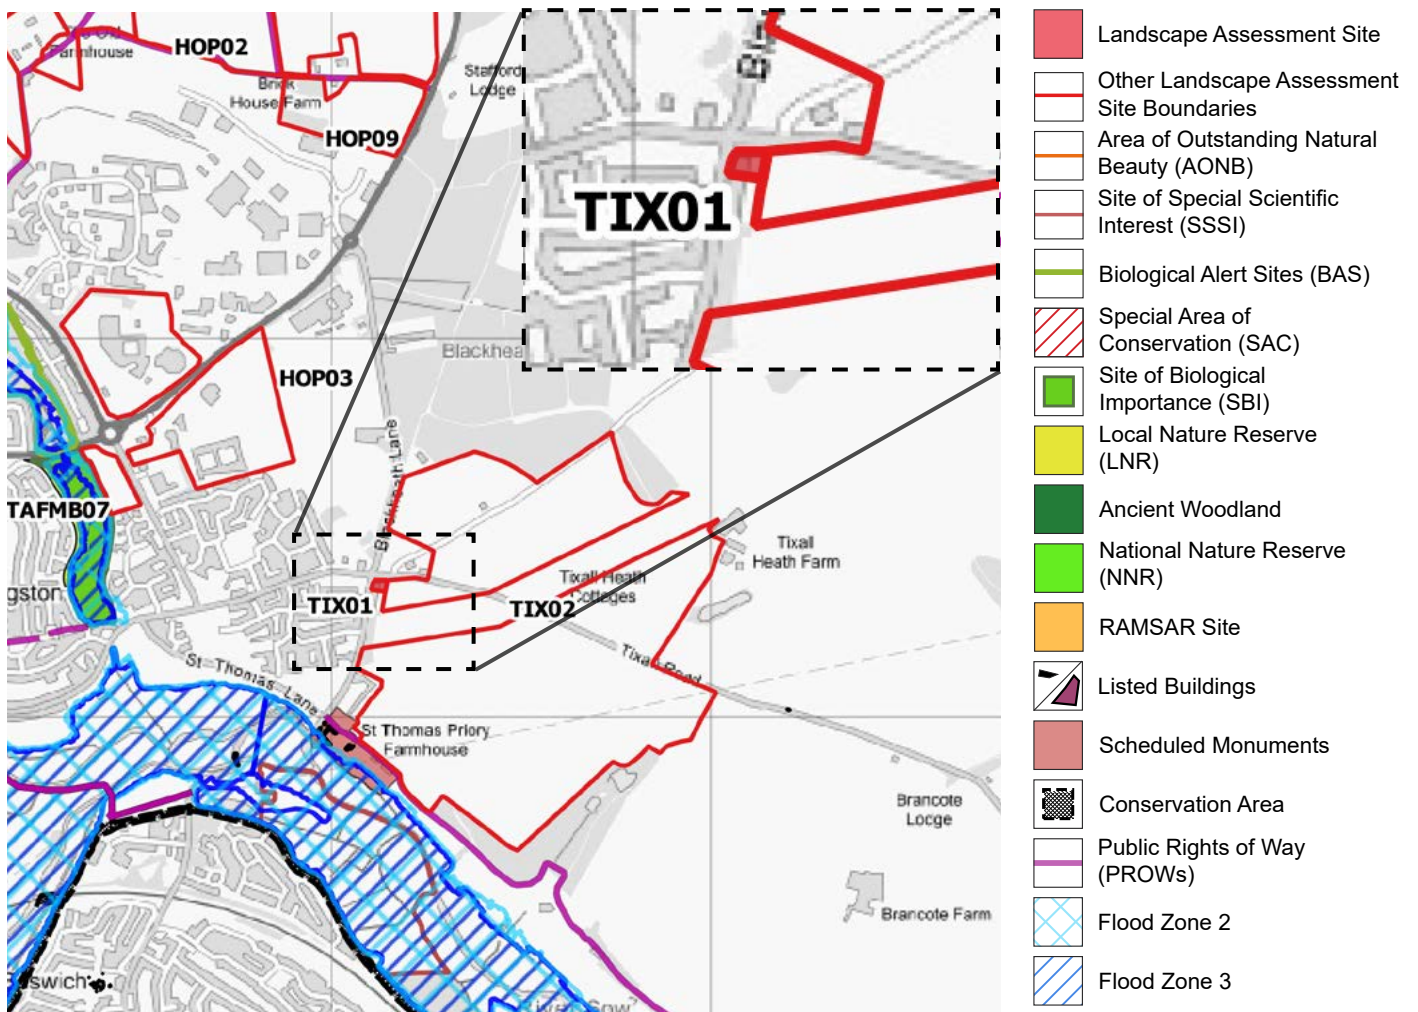 Farmhouse
HOP02
Brick
House Farm
HOP09
Stafford
Lodge
HOP03
Blackhea
Blackheath Lane
TAFMB07
gston
TIX01
TIX02
Tixall Heath
Cottages
Tixall
Heath Farm
Tixall Road
St Thomas Lane
St Thomas Priory
Farmhouse
Brancote
Lodge
Brancote Farm
swich
River Sow
TIX01
Landscape Assessment Site
Other Landscape Assessment
Site Boundaries
Area of Outstanding Natural
Beauty (AONB)
Site of Special Scientific
Interest (SSSI)
Biological Alert Sites (BAS)
Special Area of
Conservation (SAC)
Site of Biological
Importance (SBI)
Local Nature Reserve
(LNR)
Ancient Woodland
National Nature Reserve
(NNR)
RAMSAR Site
Listed Buildings
Scheduled Monuments
Conservation Area
Public Rights of Way
(PROWs)
Flood Zone 2
Flood Zone 3